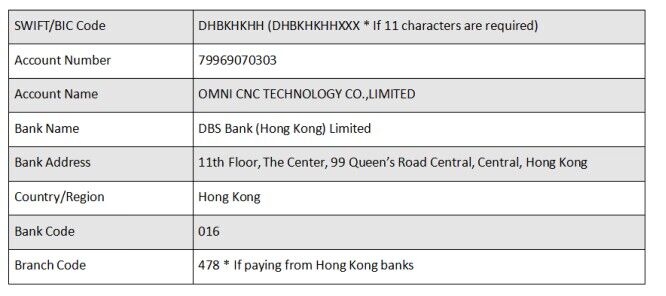 SWIFT/BIC Code DHBKHKHH (DHBKHKHHXXX * If 11 characters are required)
Account Number 79969070303
Account Name OMNI CNC TECHNOLOGY CO.,LIMITED
Bank Name DBS Bank (Hong Kong) Limited
Bank Address 11th Floor, The Center, 99 Queen’s Road Central, Central, Hong Kong
Country/Region Hong Kong
Bank Code 016
Branch Code 478 * If paying from Hong Kong banks